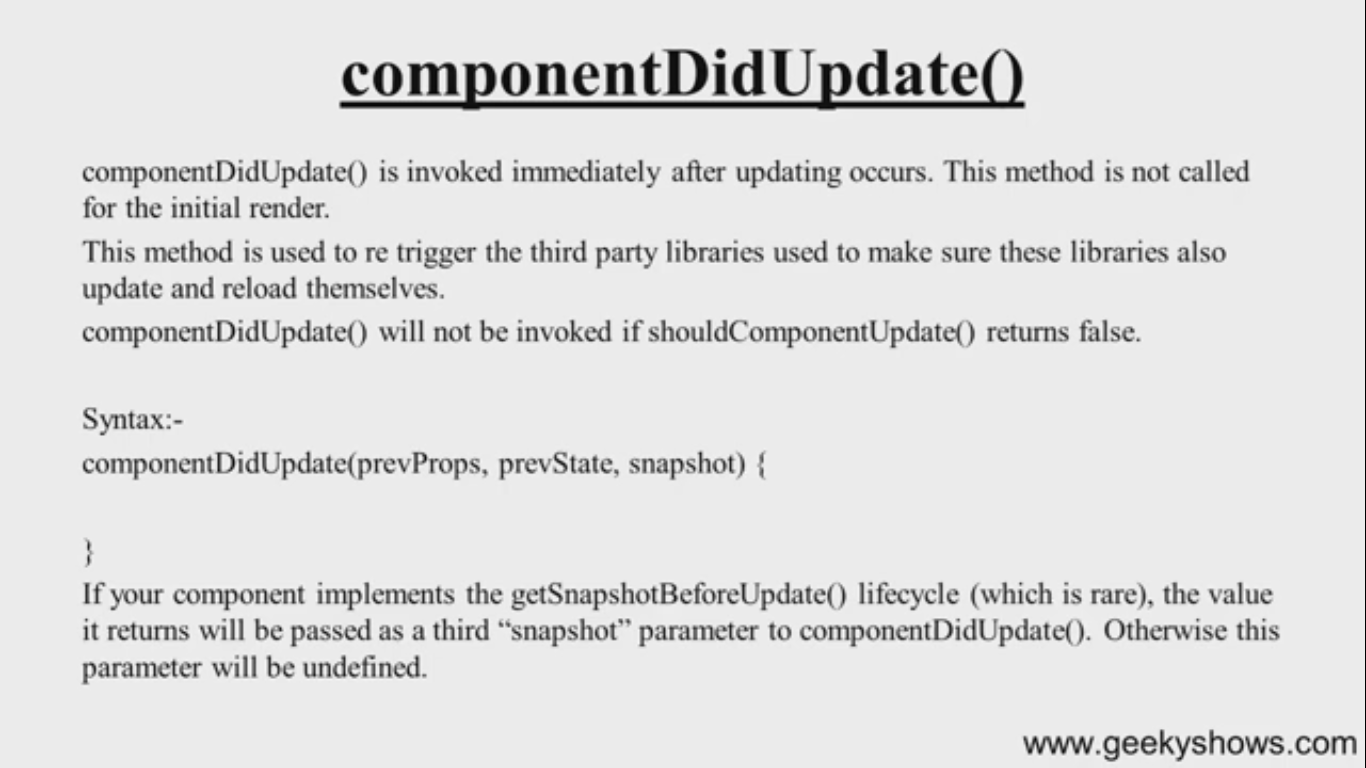 componentDidUpdate()
componentDidUpdate() is invoked immediately after updating occurs. This method is not called
for the initial render.
This method is used to re trigger the third party libraries used to make sure these libraries also
update and reload themselves.
componentDidUpdate() will not be invoked if shouldComponentUpdate() returns false.
Syntax:-
componentDidUpdate(prevProps, prevState, snapshot) {
}
If your component implements the getSnapshotBeforeUpdate() lifecycle (which is rare), the value
it returns will be passed as a third “snapshot” parameter to componentDidUpdate(). Otherwise this
parameter will be undefined.
www.geekyshows.com